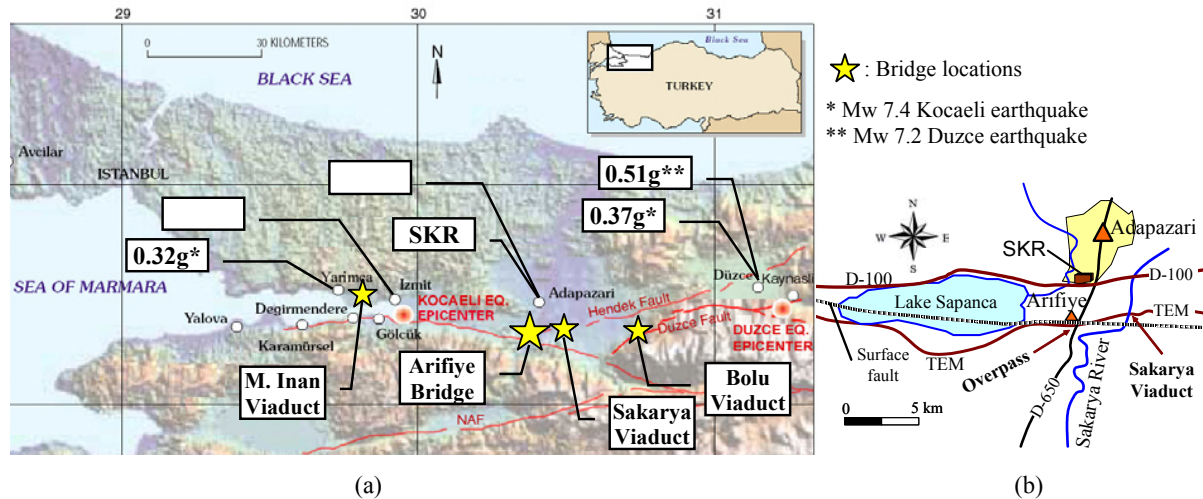 29
30
31
0
30 KILOMETERS
N
BLACK SEA
Black Sea
TURKEY
Avcilar
ISTANBUL
0.51g**
0.37g*
0.32g*
SKR
SEA OF MARMARA
Yarimca
Izmit
KOCAELI EQ.
EPICENTER
Adapazari
Düzce
Kaynasli
Hendek Fault
Düzce Fault
DUZCE EQ.
EPICENTER
Yalova
Degirmendere
Karamürsel
Gölcük
M. Inan
Viaduct
Arifiye
Bridge
Sakarya
Viaduct
Bolu
Viaduct
NAF
(a)
: Bridge locations
* Mw 7.4 Kocaeli earthquake
** Mw 7.2 Duzce earthquake
N
W
E
S
Adapazari
SKR
D-100
D-100
Lake Sapanca
Arifiye
TEM
Surface
fault
TEM
Overpass
D-650
Sakarya River
Sakarya
Viaduct
0
5 km
(b)